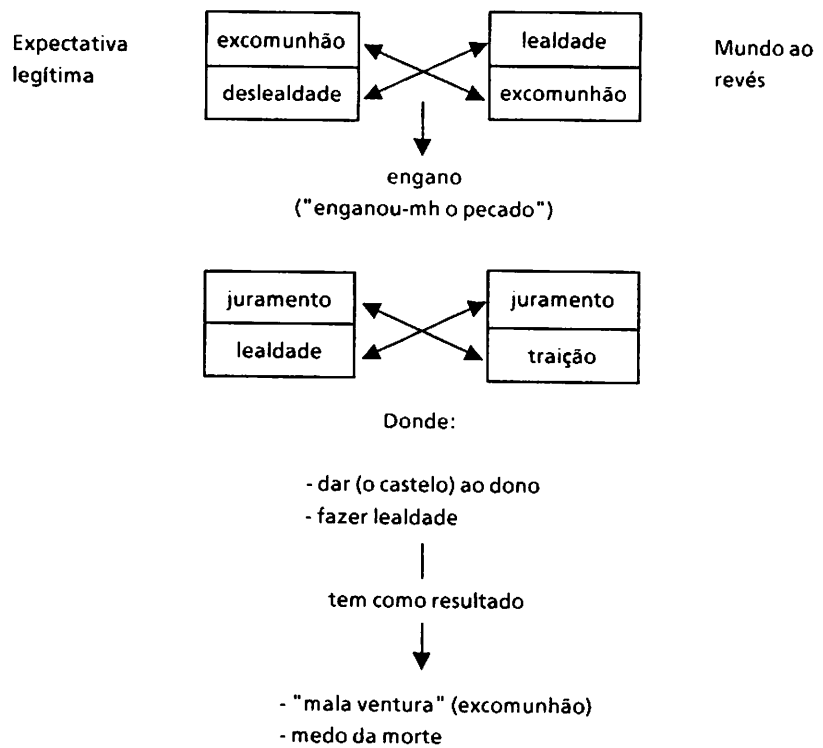 Expectativa
legítima
excomunhão
deslealdade
lealdade
excomunhão
Mundo ao
revés
engano
("enganou-mh o pecado")
juramento
lealdade
juramento
traição
Donde:
- dar (o castelo) ao dono
- fazer lealdade
tem como resultado
- "mala ventura" (excomunhão)
- medo da morte